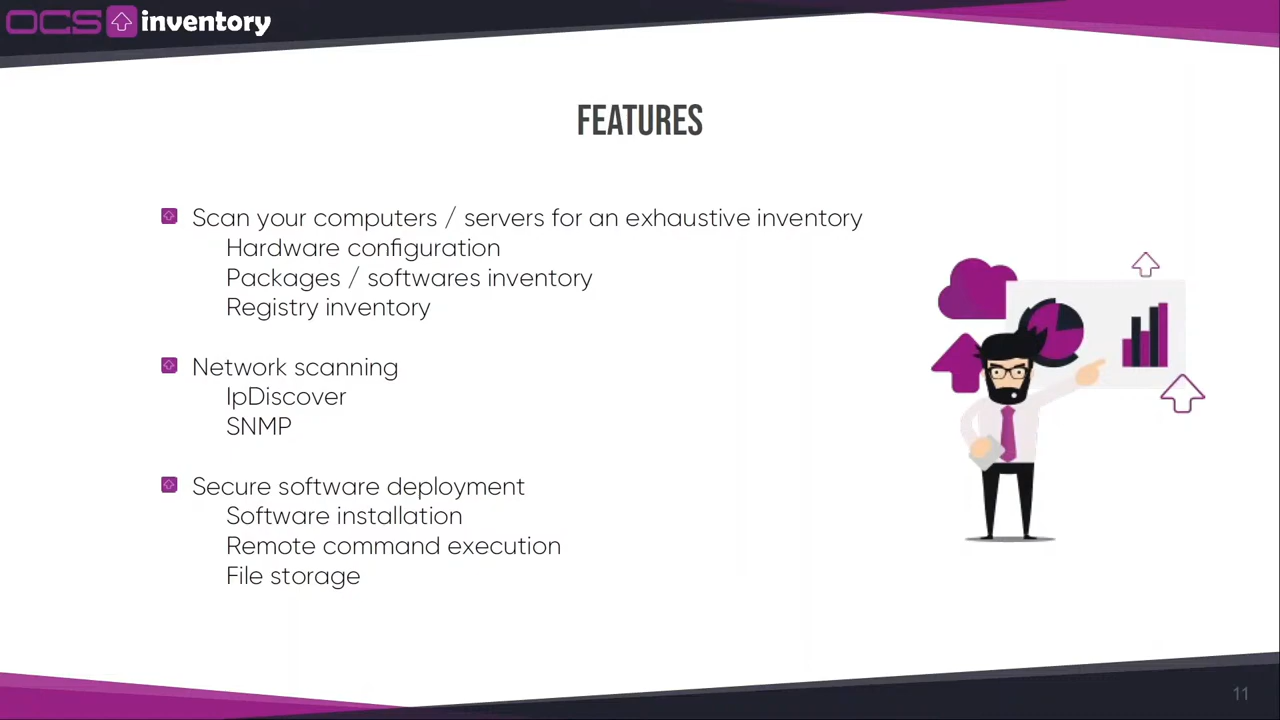 OCS inventory
FEATURES
Scan your computers / servers for an exhaustive inventory
Hardware configuration
Packages / softwares inventory
Registry inventory
Network scanning
IpDiscover
SNMP
Secure software deployment
Software installation
Remote command execution
File storage
11